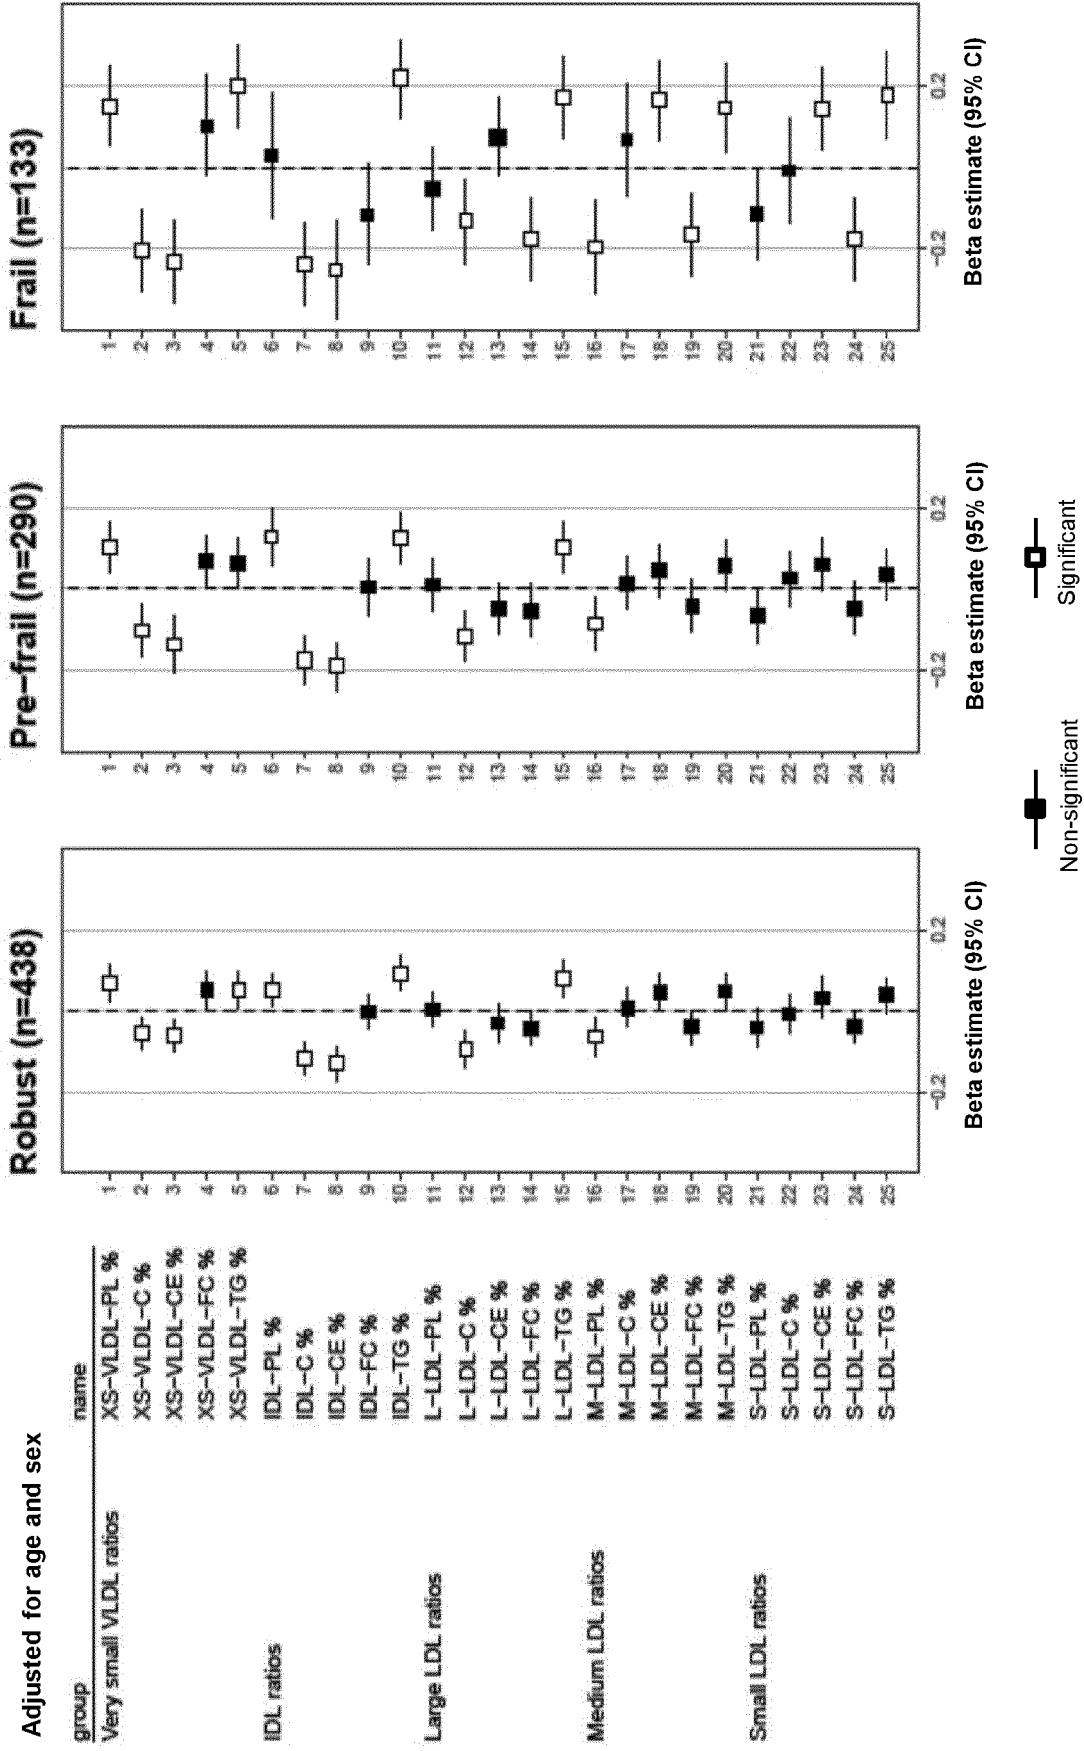 Adjusted for age and sex
Robust (n=438)
Pre-frail (n=290)
Frail (n=133)
group name
Very small VLDL ratios XS-VLDL-PL % 1 1 1
XS-VLDL-C % 2 2 2
XS-VLDL-CE % 3 3 3
XS-VLDL-FC % 4 4 4
XS-VLDL-TG % 5 5 5
IDL ratios IDL-PL % 6 6 6
IDL-C % 7 7 7
IDL-CE % 8 8 8
IDL-FC % 9 9 9
IDL-TG % 10 10 10
Large LDL ratios L-LDL-PL % 11 11 11
L-LDL-C % 12 12 12
L-LDL-CE % 13 13 13
L-LDL-FC % 14 14 14
L-LDL-TG % 15 15 15
Medium LDL ratios M-LDL-PL % 16 16 16
M-LDL-C % 17 17 17
M-LDL-CE % 18 18 18
M-LDL-FC % 19 19 19
M-LDL-TG % 20 20 20
Small LDL ratios S-LDL-PL % 21 21 21
S-LDL-C % 22 22 22
S-LDL-CE % 23 23 23
S-LDL-FC % 24 24 24
S-LDL-TG % 25 25 25
-0.2 0.2 -0.2 0.2 -0.2 0.2
Beta estimate (95% CI) Beta estimate (95% CI) Beta estimate (95% CI)
Non-significant Significant